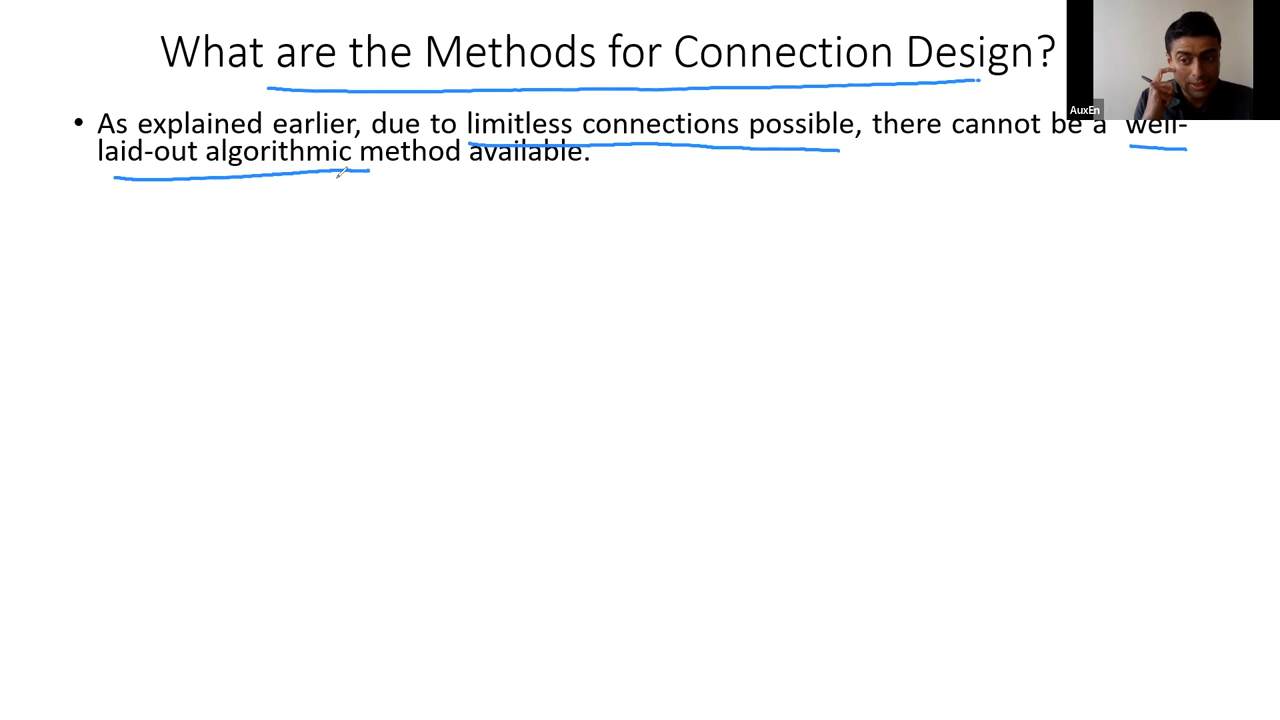 What are the Methods for Connection Design?
AuxEn
• As explained earlier, due to limitless connections possible, there cannot be a well-
laid-out algorithmic method available.